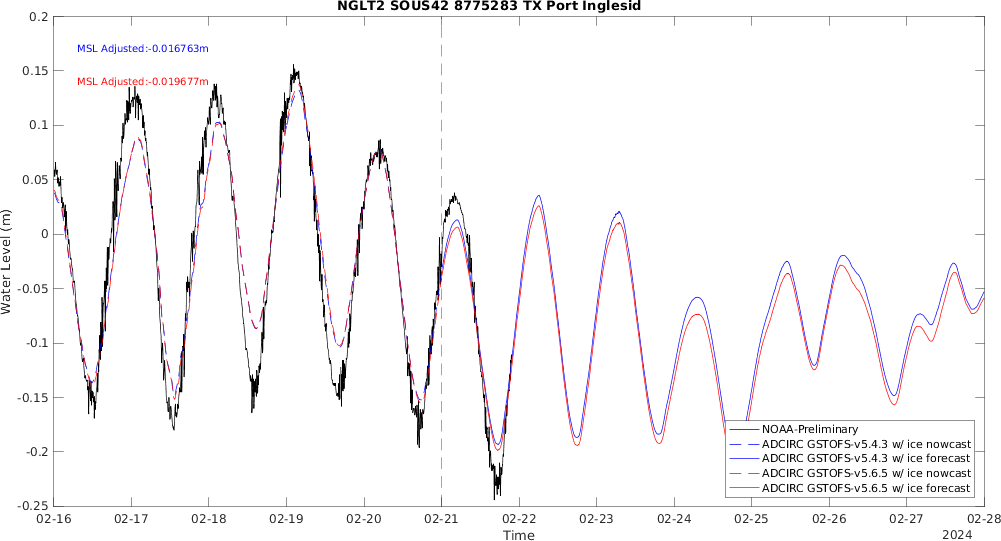 NGLT2 SOUS42 8775283 TX Port Inglesid
MSL Adjusted:-0.016763m
MSL Adjusted:-0.019677m
Water Level (m)
0.2
0.15
0.1
0.05
0
-0.05
-0.1
-0.15
-0.2
-0.25
NOAA-Preliminary
ADCIRC GSTOFS-v5.4.3 w/ ice nowcast
ADCIRC GSTOFS-v5.4.3 w/ ice forecast
ADCIRC GSTOFS-v5.6.5 w/ ice nowcast
ADCIRC GSTOFS-v5.6.5 w/ ice forecast
02-16 02-17 02-18 02-19 02-20 02-21 02-22 02-23 02-24 02-25 02-26 02-27 02-28
Time
2024